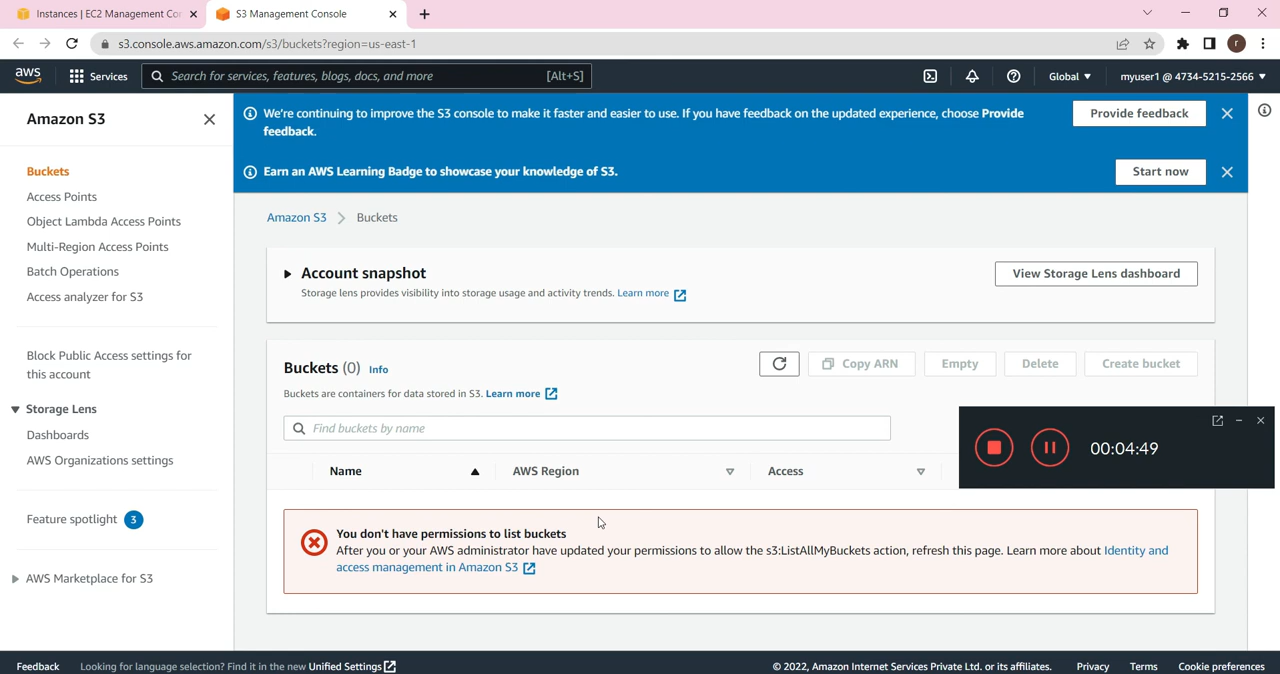 Instances | EC2 Management Co
S3 Management Console
s3.console.aws.amazon.com/s3/buckets?region=us-east-1
r
aws
Services
Search for services, features, blogs, docs, and more
[Alt+S]
Global
myuser1 @ 4734-5215-2566
Amazon S3
Buckets
Access Points
Object Lambda Access Points
Multi-Region Access Points
Batch Operations
Access analyzer for S3
Block Public Access settings for
this account
Storage Lens
Dashboards
AWS Organizations settings
Feature spotlight 3
AWS Marketplace for S3
We're continuing to improve the S3 console to make it faster and easier to use. If you have feedback on the updated experience, choose Provide
feedback.
Provide feedback
Earn an AWS Learning Badge to showcase your knowledge of S3.
Start now
Amazon S3
Buckets
Account snapshot
Storage lens provides visibility into storage usage and activity trends. Learn more
View Storage Lens dashboard
Buckets (0) Info
Copy ARN
Empty
Delete
Create bucket
Buckets are containers for data stored in S3. Learn more
Find buckets by name
00:04:49
Name
AWS Region
Access
You don't have permissions to list buckets
After you or your AWS administrator have updated your permissions to allow the s3:ListAllMyBuckets action, refresh this page. Learn more about Identity and
access management in Amazon S3
Feedback
Looking for language selection? Find it in the new Unified Settings
© 2022, Amazon Internet Services Private Ltd. or its affiliates.
Privacy
Terms
Cookie preferences